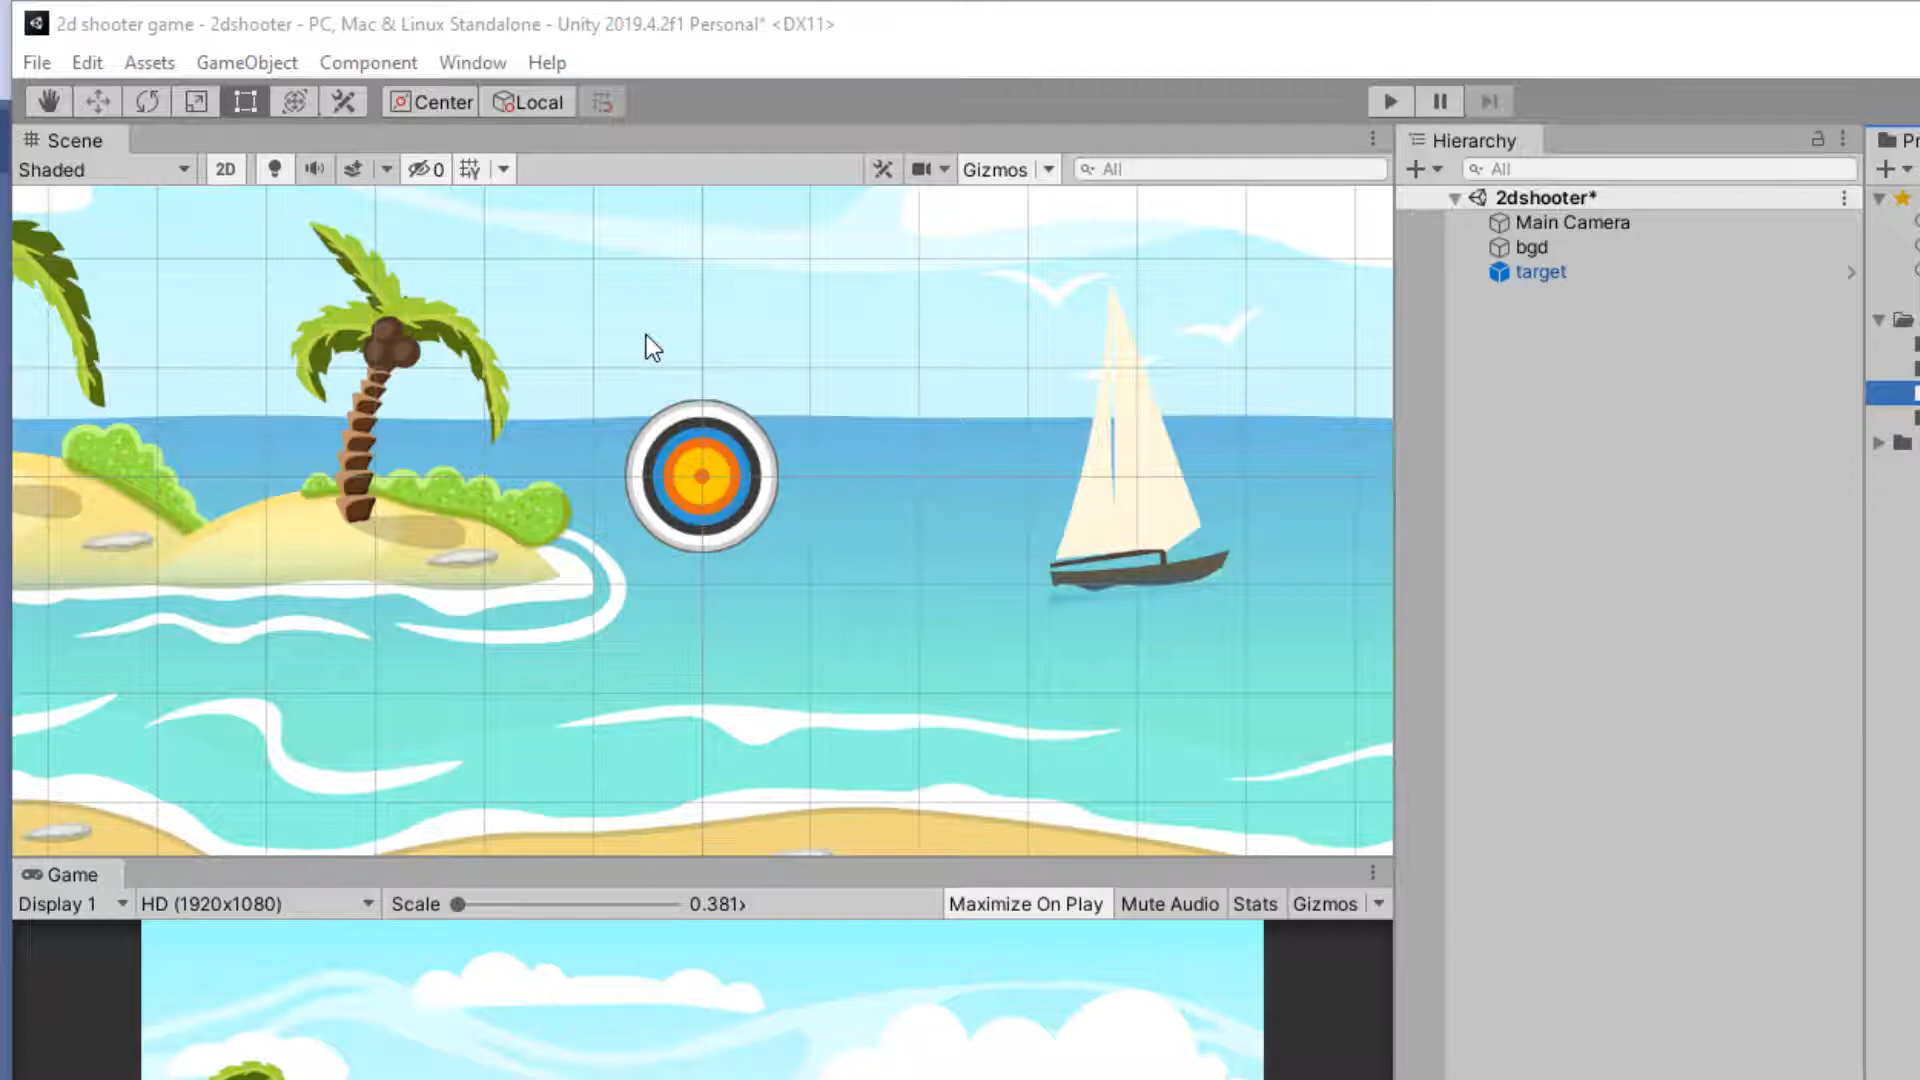 2d shooter game - 2dshooter - PC, Mac & Linux Standalone - Unity 2019.4.2f1 Personal* <DX11>
File Edit Assets GameObject Component Window Help
Center Local
Scene
Shaded 2D 0 Gizmos All
Hierarchy
All
2dshooter*
Main Camera
bgd
target
Game
Display 1 HD (1920x1080) Scale 0.381x Maximize On Play Mute Audio Stats Gizmos